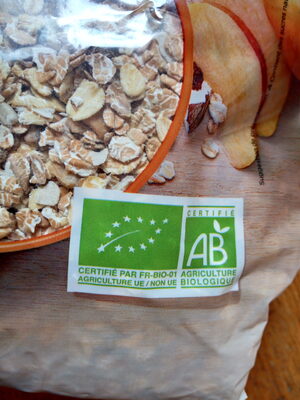 CERTIFIÉ
AB
CERTIFIÉ PAR FR-BIO-01
AGRICULTURE UE / NON UE
AGRICULTURE
BIOLOGIQUE